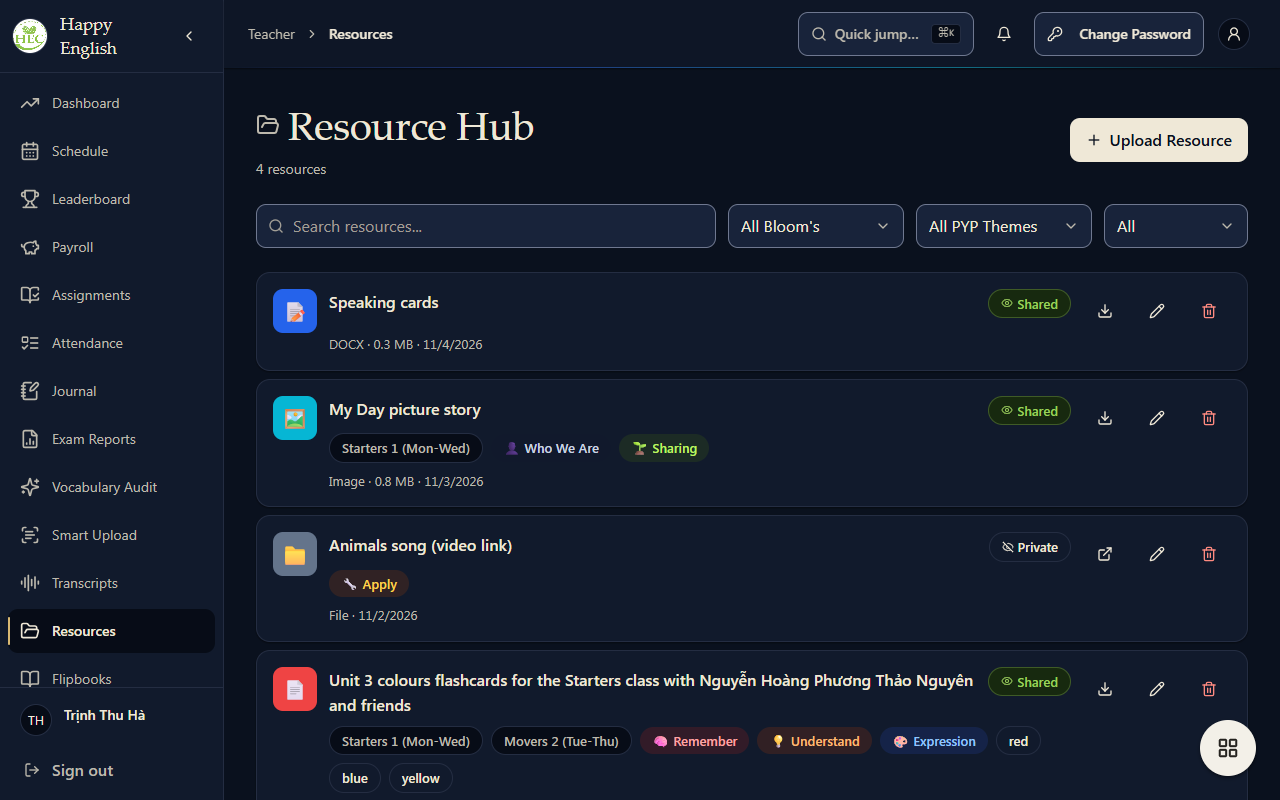 HEC
Happy
English
Teacher
Resources
Quick jump...
⌘K
Change Password
Dashboard
Schedule
Leaderboard
Payroll
Assignments
Attendance
Journal
Exam Reports
Vocabulary Audit
Smart Upload
Transcripts
Resources
Flipbooks
TH
Trịnh Thu Hà
Sign out
Resource Hub
4 resources
+ Upload Resource
Search resources...
All Bloom's
All PYP Themes
All
Speaking cards
Shared
DOCX · 0.3 MB · 11/4/2026
My Day picture story
Shared
Starters 1 (Mon-Wed)
Who We Are
Sharing
Image · 0.8 MB · 11/3/2026
Animals song (video link)
Private
Apply
File · 11/2/2026
Unit 3 colours flashcards for the Starters class with Nguyễn Hoàng Phương Thảo Nguyên
and friends
Shared
Starters 1 (Mon-Wed)
Movers 2 (Tue-Thu)
Remember
Understand
Expression
red
blue
yellow